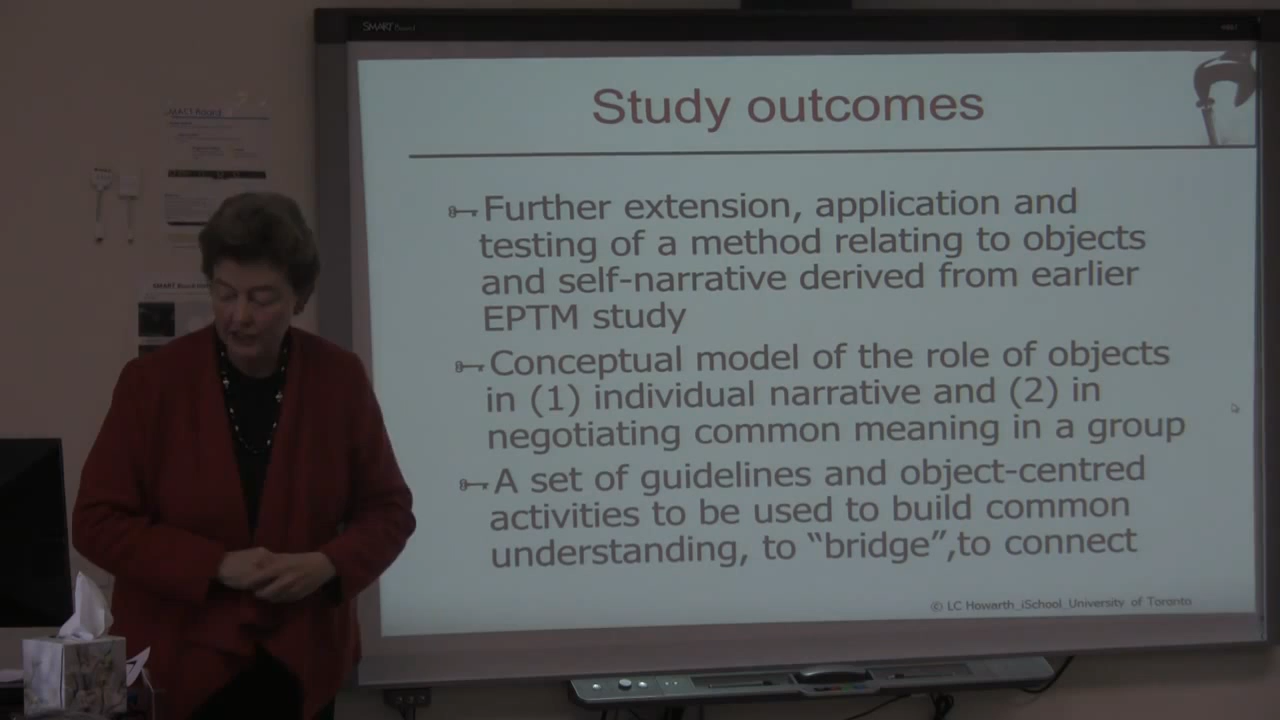 SMART Board
Study outcomes
Further extension, application and
testing of a method relating to objects
and self-narrative derived from earlier
EPTM study
Conceptual model of the role of objects
in (1) individual narrative and (2) in
negotiating common meaning in a group
A set of guidelines and object-centred
activities to be used to build common
understanding, to “bridge”,to connect
© LC Howarth_iSchool_University of Toronto
SMART Board